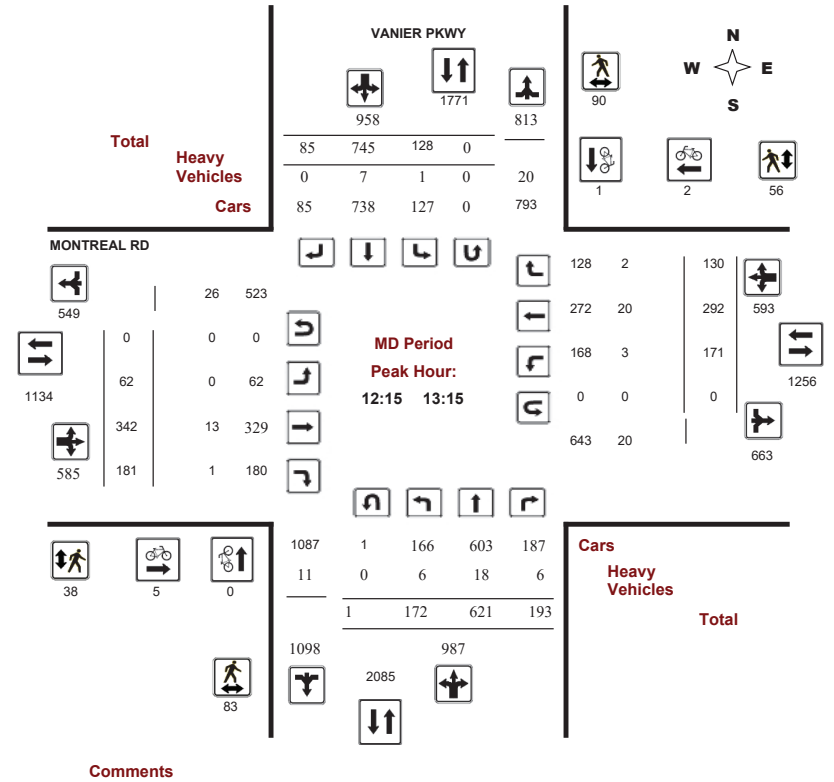 VANIER PKWY
N
W E
S
1771
90
958 813
Total
85 745 128 0
Heavy
Vehicles
0 7 1 0 20
Cars
85 738 127 0 793
1 2 56
MONTREAL RD
549
26 523
128 2 130
593
0 0 0
272 20 292
1134
MD Period
Peak Hour:
12:15 13:15
62 0 62
168 3 171
1256
342 13 329
0 0 0
585
181 1 180
643 20
663
1087 1 166 603 187
Cars
11 0 6 18 6
Heavy
Vehicles
38 5 0
1 172 621 193
Total
1098 987
2085
83
Comments